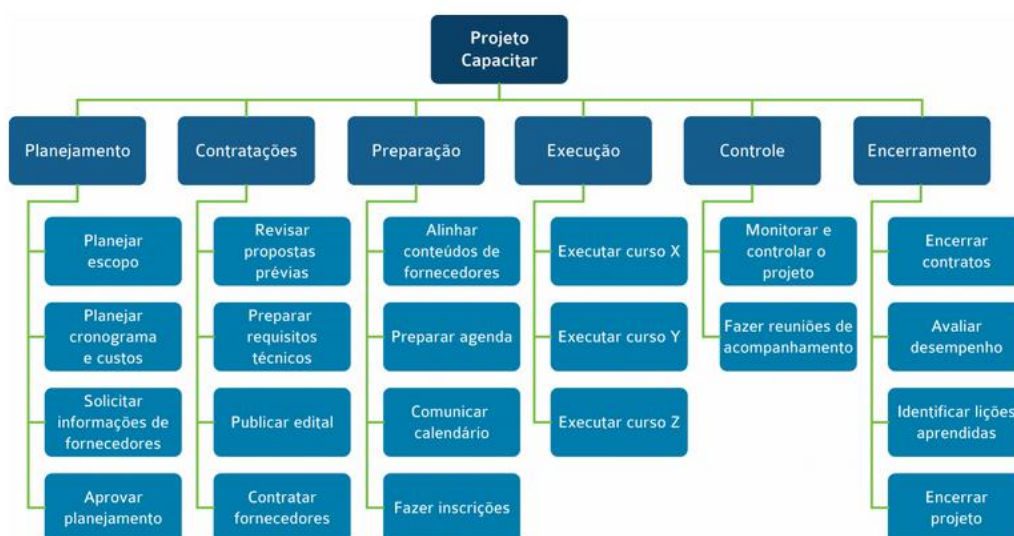 Projeto
Capacitar
Planejamento
Contratações
Preparação
Execução
Controle
Encerramento
Planejar
escopo
Planejar
cronograma
e custos
Solicitar
informações de
fornecedores
Aprovar
planejamento
Revisar
propostas
prévias
Preparar
requisitos
técnicos
Publicar edital
Contratar
fornecedores
Alinhar
conteúdos de
fornecedores
Preparar agenda
Comunicar
calendário
Fazer inscrições
Executar curso X
Executar curso Y
Executar curso Z
Monitorar e
controlar o
projeto
Fazer reuniões de
acompanhamento
Encerrar
contratos
Avaliar
desempenho
Identificar lições
aprendidas
Encerrar
projeto